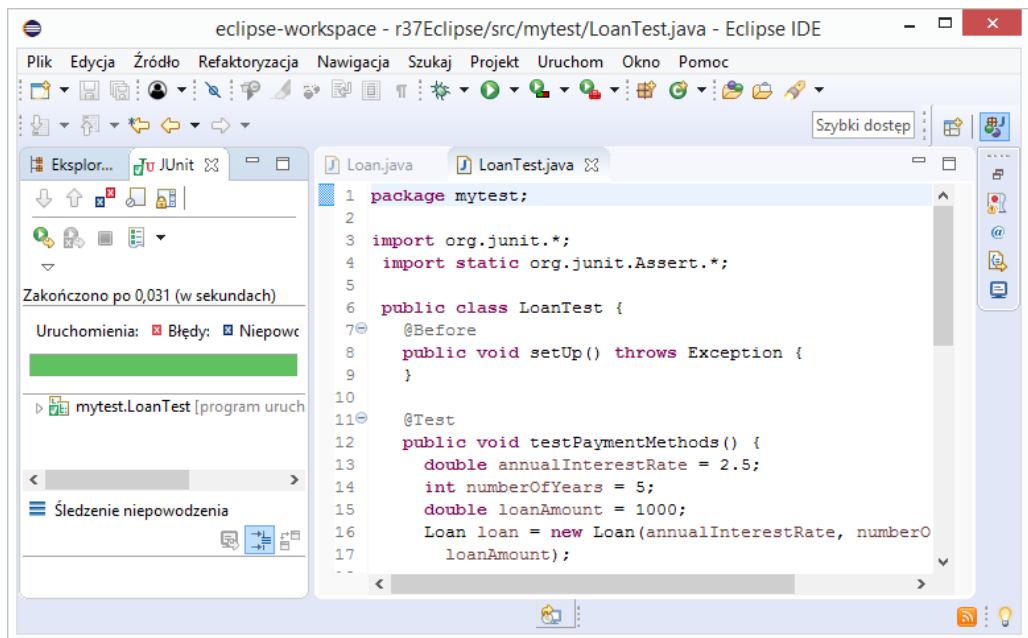 eclipse-workspace - r37Eclipse/src/mytest/LoanTest.java - Eclipse IDE
Plik Edycja Źródło Refaktoryzacja Nawigacja Szukaj Projekt Uruchom Okno Pomoc
Szybki dostęp
Eksplor... JUnit
Zakończono po 0,031 (w sekundach)
Uruchomienia: Błędy: Niepowo
mytest.LoanTest [program uruch
Śledzenie niepowodzenia
Loan.java LoanTest.java
1 package mytest;
2
3 import org.junit.*;
4 import static org.junit.Assert.*;
5
6 public class LoanTest {
7 @Before
8 public void setUp() throws Exception {
9 }
10
11 @Test
12 public void testPaymentMethods() {
13 double annualInterestRate = 2.5;
14 int numberOfYears = 5;
15 double loanAmount = 1000;
16 Loan loan = new Loan(annualInterestRate, numberO
17 loanAmount);